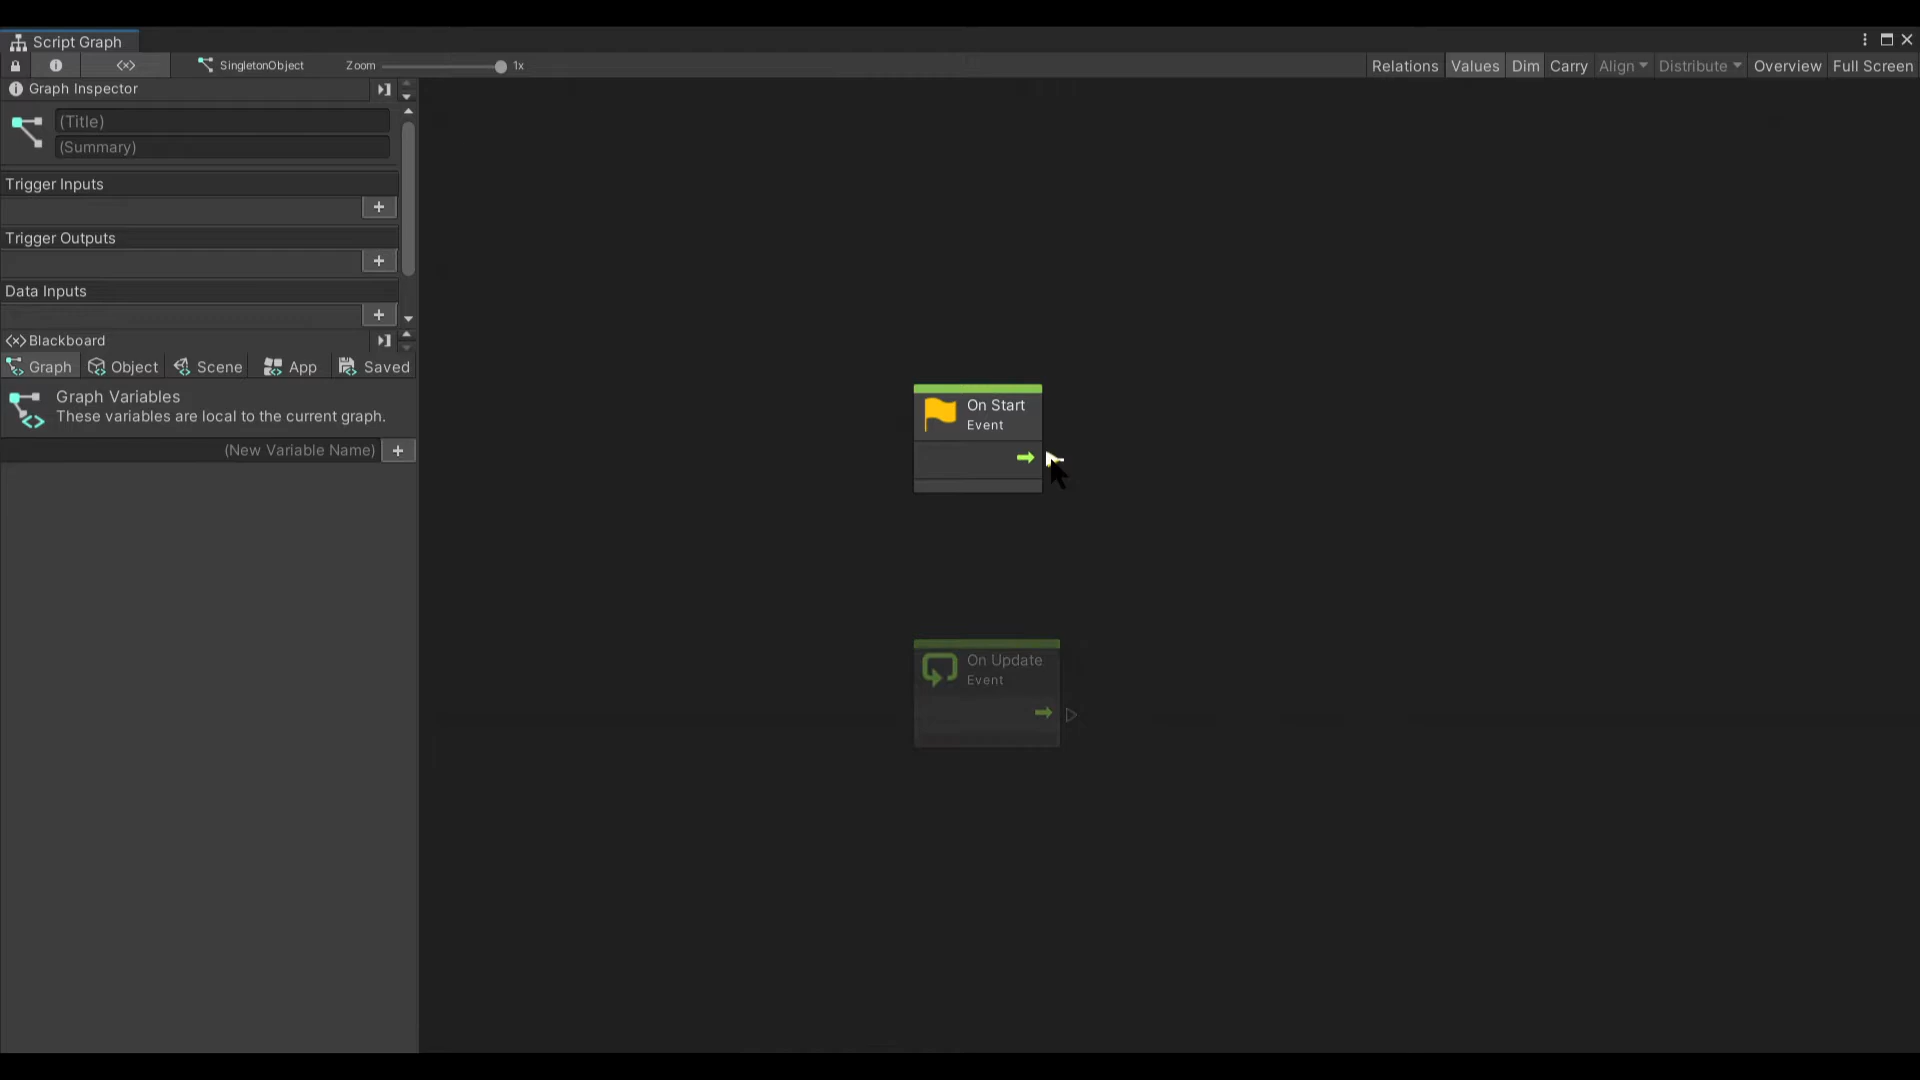 Script Graph
SingletonObject
Zoom
1x
Relations
Values
Dim
Carry
Align
Distribute
Overview
Full Screen
Graph Inspector
(Title)
(Summary)
Trigger Inputs
Trigger Outputs
Data Inputs
Blackboard
Graph
Object
Scene
App
Saved
Graph Variables
These variables are local to the current graph.
(New Variable Name)
On Start
Event
On Update
Event